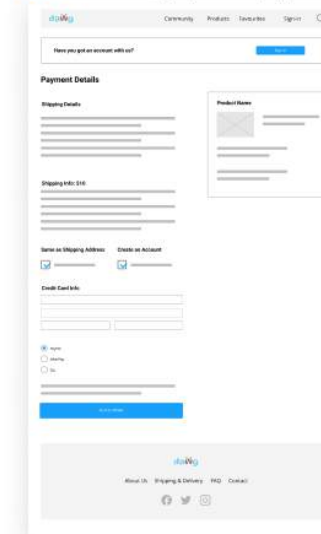 Community Products Favourites Sign-in
Have you got an account with us?
Payment Details
Shipping Details
Product Name
Shipping Info: $10
Same as Shipping Address Create an Account
Credit Card Info
About Us Shipping & Delivery FAQ Contact